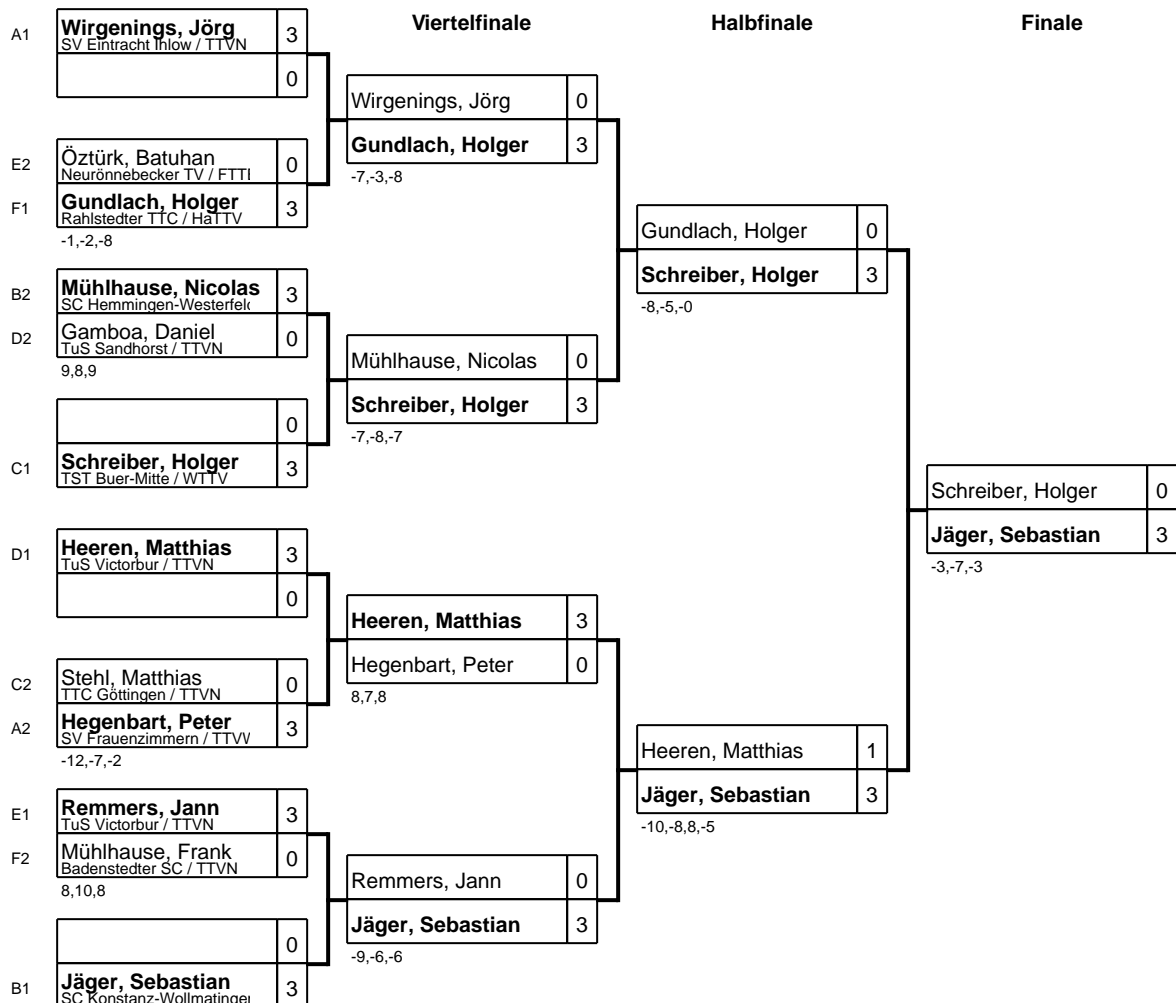 Viertelfinale
Halbfinale
Finale
A1
Wirgenings, Jörg
3
SV Eintracht Ihlow / TTVN
0
E2
Öztürk, Batuhan
0
Neurönnebecker TV / FTTI
F1
Gundlach, Holger
3
Rahlstedter TTC / HaTTV
-1,-2,-8
B2
Mühlhause, Nicolas
3
SC Hemmingen-Westerfel
D2
Gamboa, Daniel
0
TuS Sandhorst / TTVN
9,8,9
0
C1
Schreiber, Holger
3
TST Buer-Mitte / WTTV
D1
Heeren, Matthias
3
TuS Victorbur / TTVN
0
C2
Stehl, Matthias
0
TTC Göttingen / TTVN
A2
Hegenbart, Peter
3
SV Frauenzimmern / TTV
-12,-7,-2
E1
Remmers, Jann
3
TuS Victorbur / TTVN
F2
Mühlhause, Frank
0
Badenstedter SC / TTVN
8,10,8
0
B1
Jäger, Sebastian
3
SC Konstanz-Wollmatinge
Wirgenings, Jörg
0
Gundlach, Holger
3
-7,-3,-8
Mühlhause, Nicolas
0
Schreiber, Holger
3
-7,-8,-7
Heeren, Matthias
3
Hegenbart, Peter
0
8,7,8
Remmers, Jann
0
Jäger, Sebastian
3
-9,-6,-6
Gundlach, Holger
0
Schreiber, Holger
3
-8,-5,-0
Heeren, Matthias
1
Jäger, Sebastian
3
-10,-8,8,-5
Schreiber, Holger
0
Jäger, Sebastian
3
-3,-7,-3